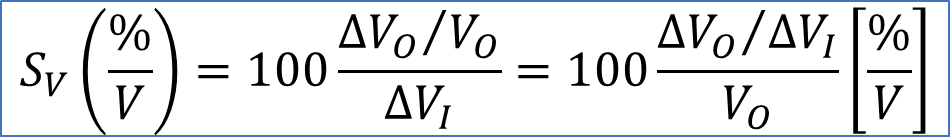 S_V (%/V) = 100 (ΔV_O/V_O)/ΔV_I = 100 (ΔV_O/ΔV_I)/V_O [%/V]